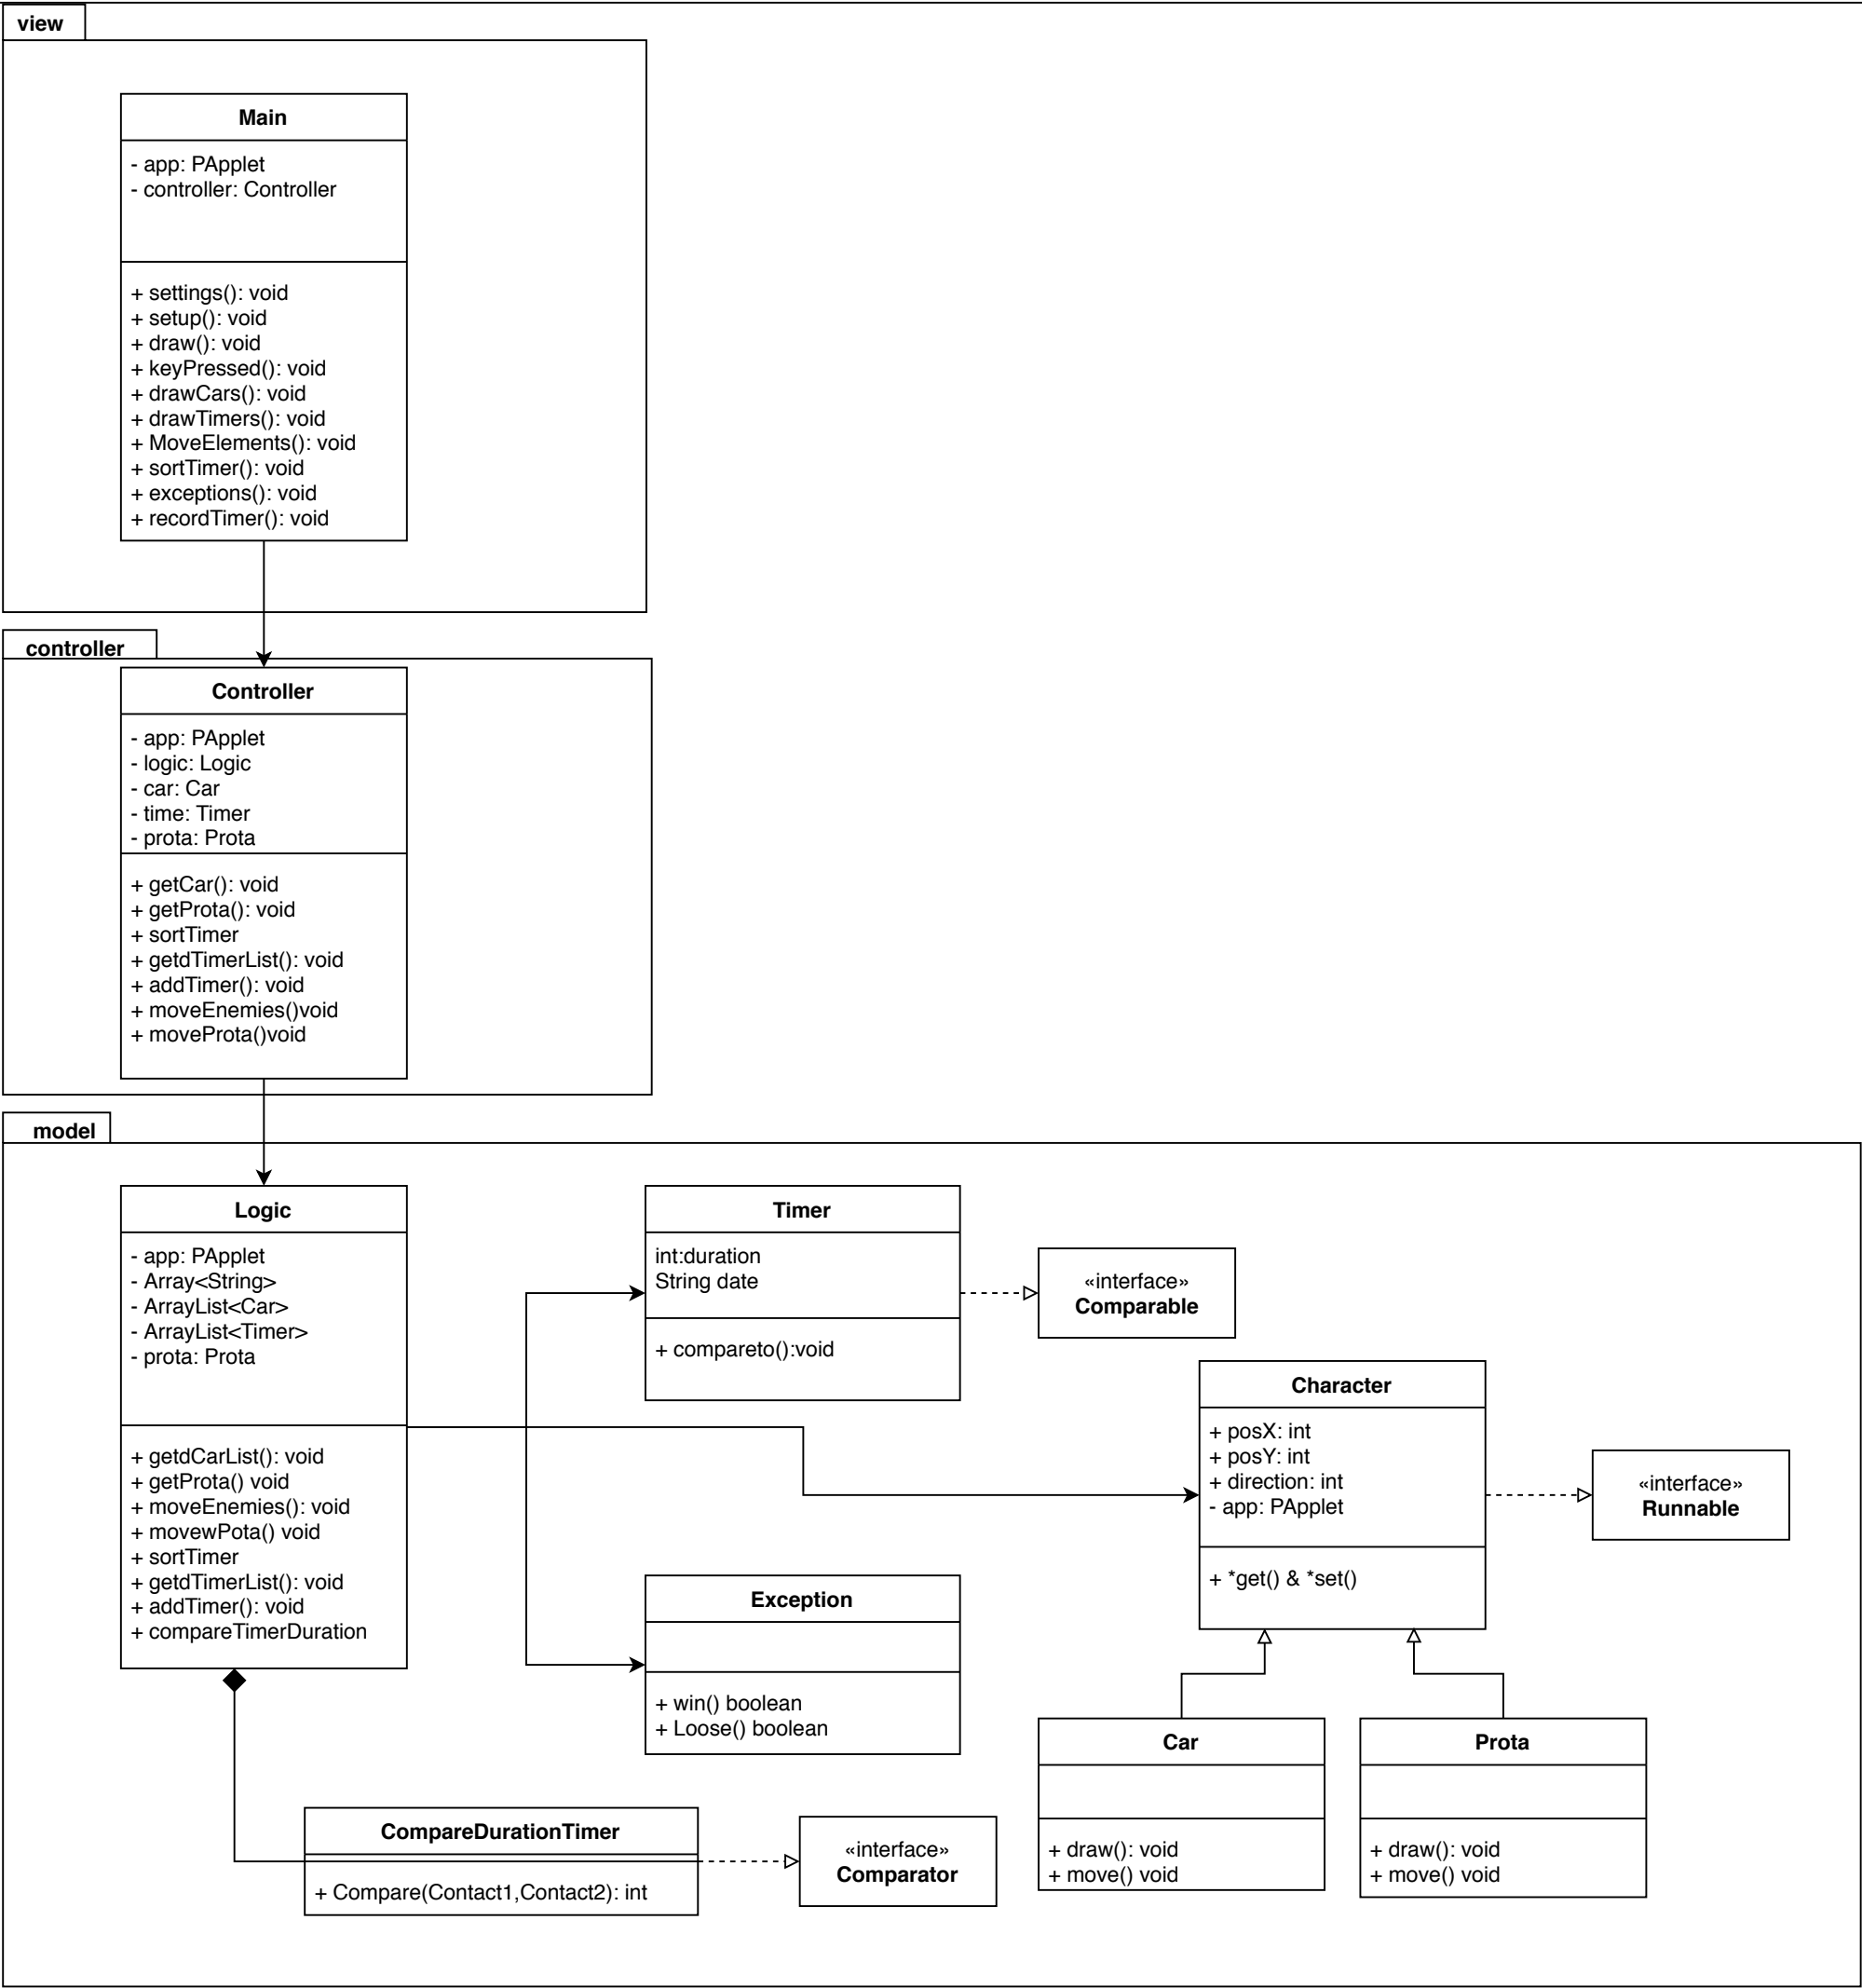 view
Main
- app: PApplet
- controller: Controller
+ settings(): void
+ setup(): void
+ draw(): void
+ keyPressed(): void
+ drawCars(): void
+ drawTimers(): void
+ MoveElements(): void
+ sortTimer(): void
+ exceptions(): void
+ recordTimer(): void
controller
Controller
- app: PApplet
- logic: Logic
- car: Car
- time: Timer
- prota: Prota
+ getCar(): void
+ getProta(): void
+ sortTimer
+ getdTimerList(): void
+ addTimer(): void
+ moveEnemies()void
+ moveProta()void
model
Logic
- app: PApplet
- Array<String>
- ArrayList<Car>
- ArrayList<Timer>
- prota: Prota
+ getdCarList(): void
+ getProta() void
+ moveEnemies(): void
+ movewPota() void
+ sortTimer
+ getdTimerList(): void
+ addTimer(): void
+ compareTimerDuration
Timer
int:duration
String date
+ compareto():void
«interface»
Comparable
Character
+ posX: int
+ posY: int
+ direction: int
- app: PApplet
+ *get() & *set()
«interface»
Runnable
Exception
+ win() boolean
+ Loose() boolean
Car
+ draw(): void
+ move() void
Prota
+ draw(): void
+ move() void
CompareDurationTimer
+ Compare(Contact1,Contact2): int
«interface»
Comparator